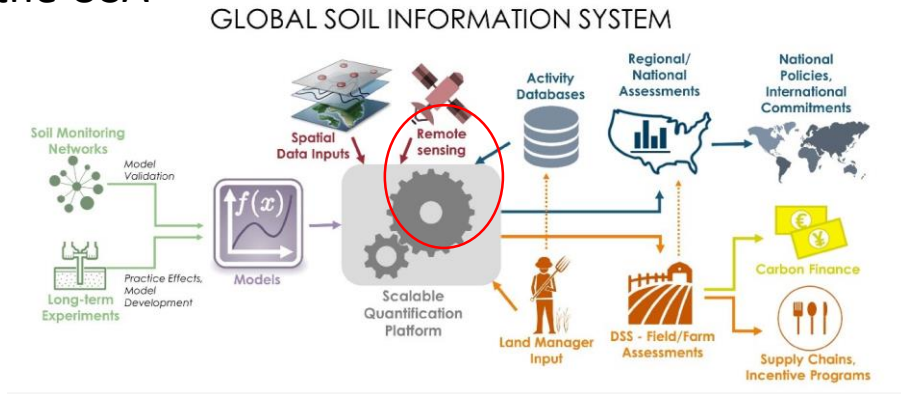 the USA
GLOBAL SOIL INFORMATION SYSTEM
Soil Monitoring
Networks
Model
Validation
Long-term
Experiments
Practice Effects,
Model
Development
f(x)
Models
Spatial
Data Inputs
Remote
sensing
Activity
Databases
Scalable
Quantification
Platform
Land Manager
Input
Regional/
National
Assessments
National
Policies,
International
Commitments
DSS - Field/Farm
Assessments
€
¥
Carbon Finance
Supply Chains,
Incentive Programs